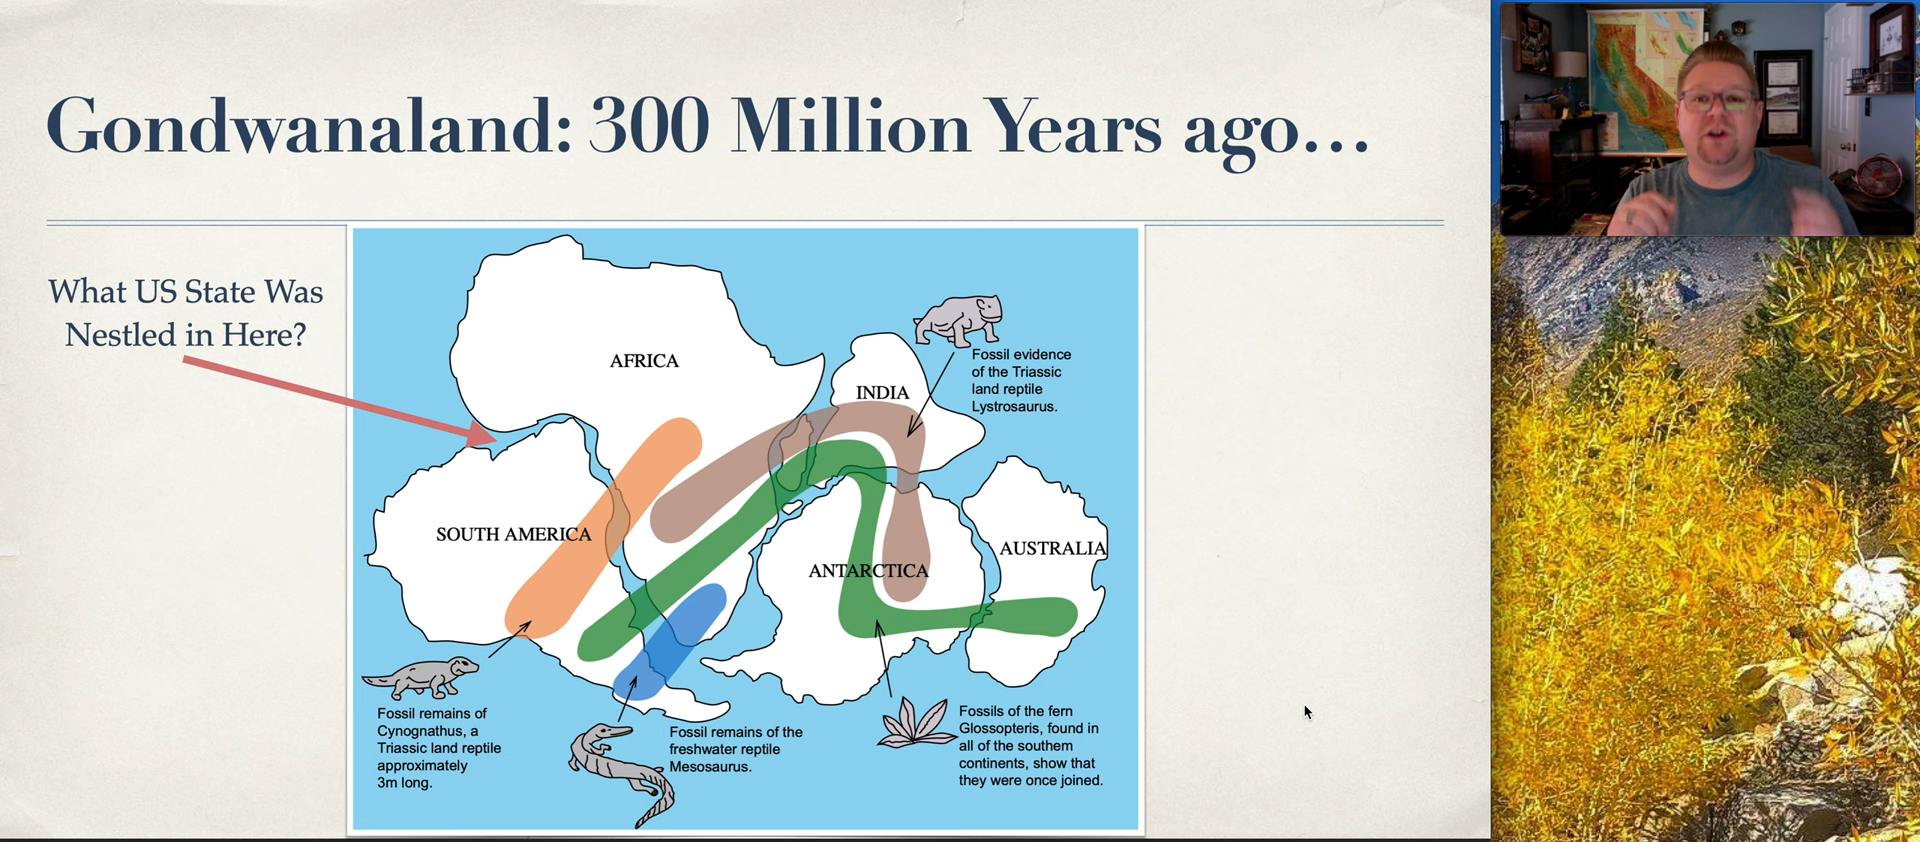 Gondwanaland: 300 Million Years ago...
What US State Was
Nestled in Here?
AFRICA
INDIA
Fossil evidence
of the Triassic
land reptile
Lystrosaurus.
SOUTH AMERICA
ANTARCTICA
AUSTRALIA
Fossil remains of
Cynognathus, a
Triassic land reptile
approximately
3m long.
Fossil remains of the
freshwater reptile
Mesosaurus.
Fossils of the fern
Glossopteris, found in
all of the southern
continents, show that
they were once joined.